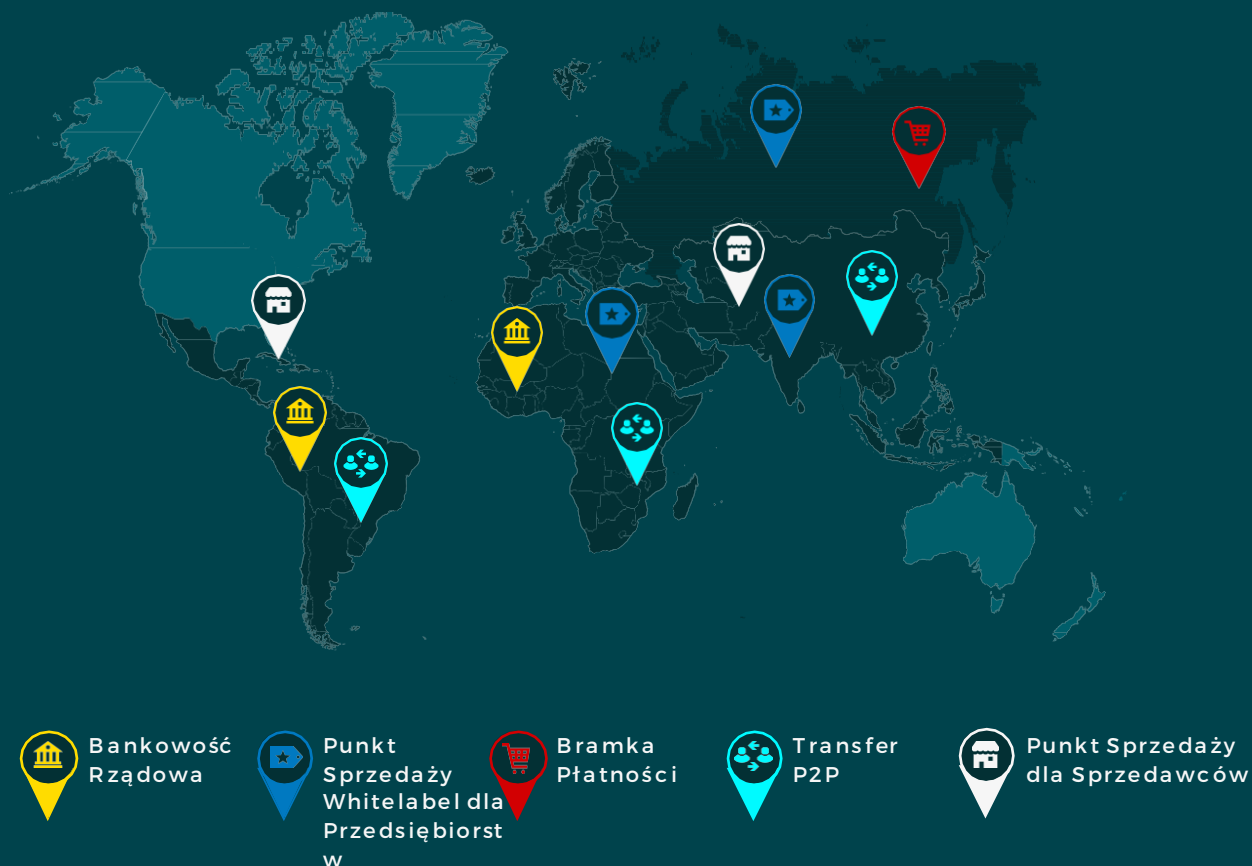 Bankowość
Rządowa
Punkt
Sprzedaży
Whitelabel dla
Przedsiębiorst
w
Bramka
Płatności
Transfer
P2P
Punkt Sprzedaży
dla Sprzedawców